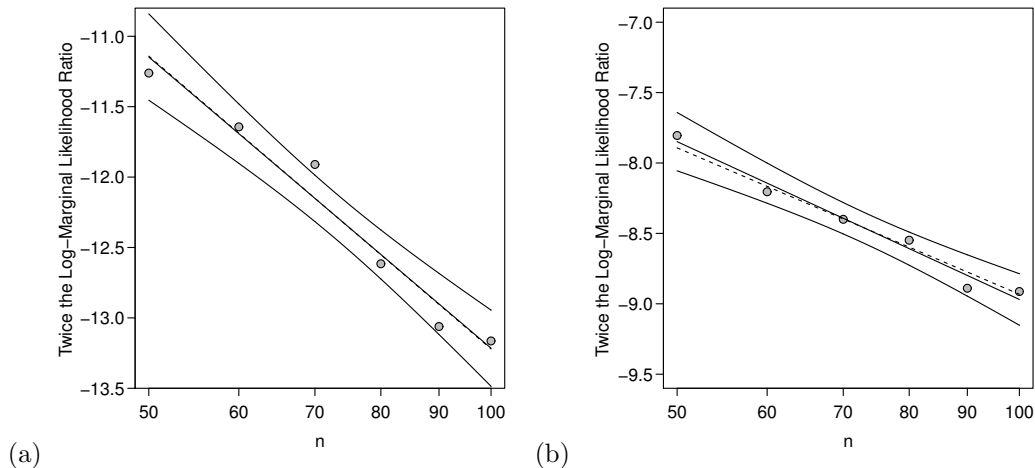 (a)
Twice the Log−Marginal Likelihood Ratio
−11.0
−11.5
−12.0
−12.5
−13.0
−13.5
50 60 70 80 90 100
n
(b)
Twice the Log−Marginal Likelihood Ratio
−7.0
−7.5
−8.0
−8.5
−9.0
−9.5
50 60 70 80 90 100
n